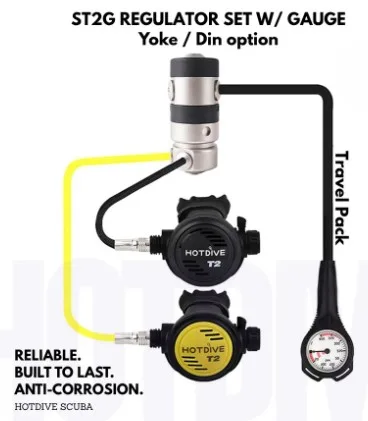 ST2G REGULATOR SET W/ GAUGE
Yoke / Din option
Travel Pack
HOTDIVE
T2
HOTDIVE
T2
RELIABLE.
BUILT TO LAST.
ANTI-CORROSION.
HOTDIVE SCUBA